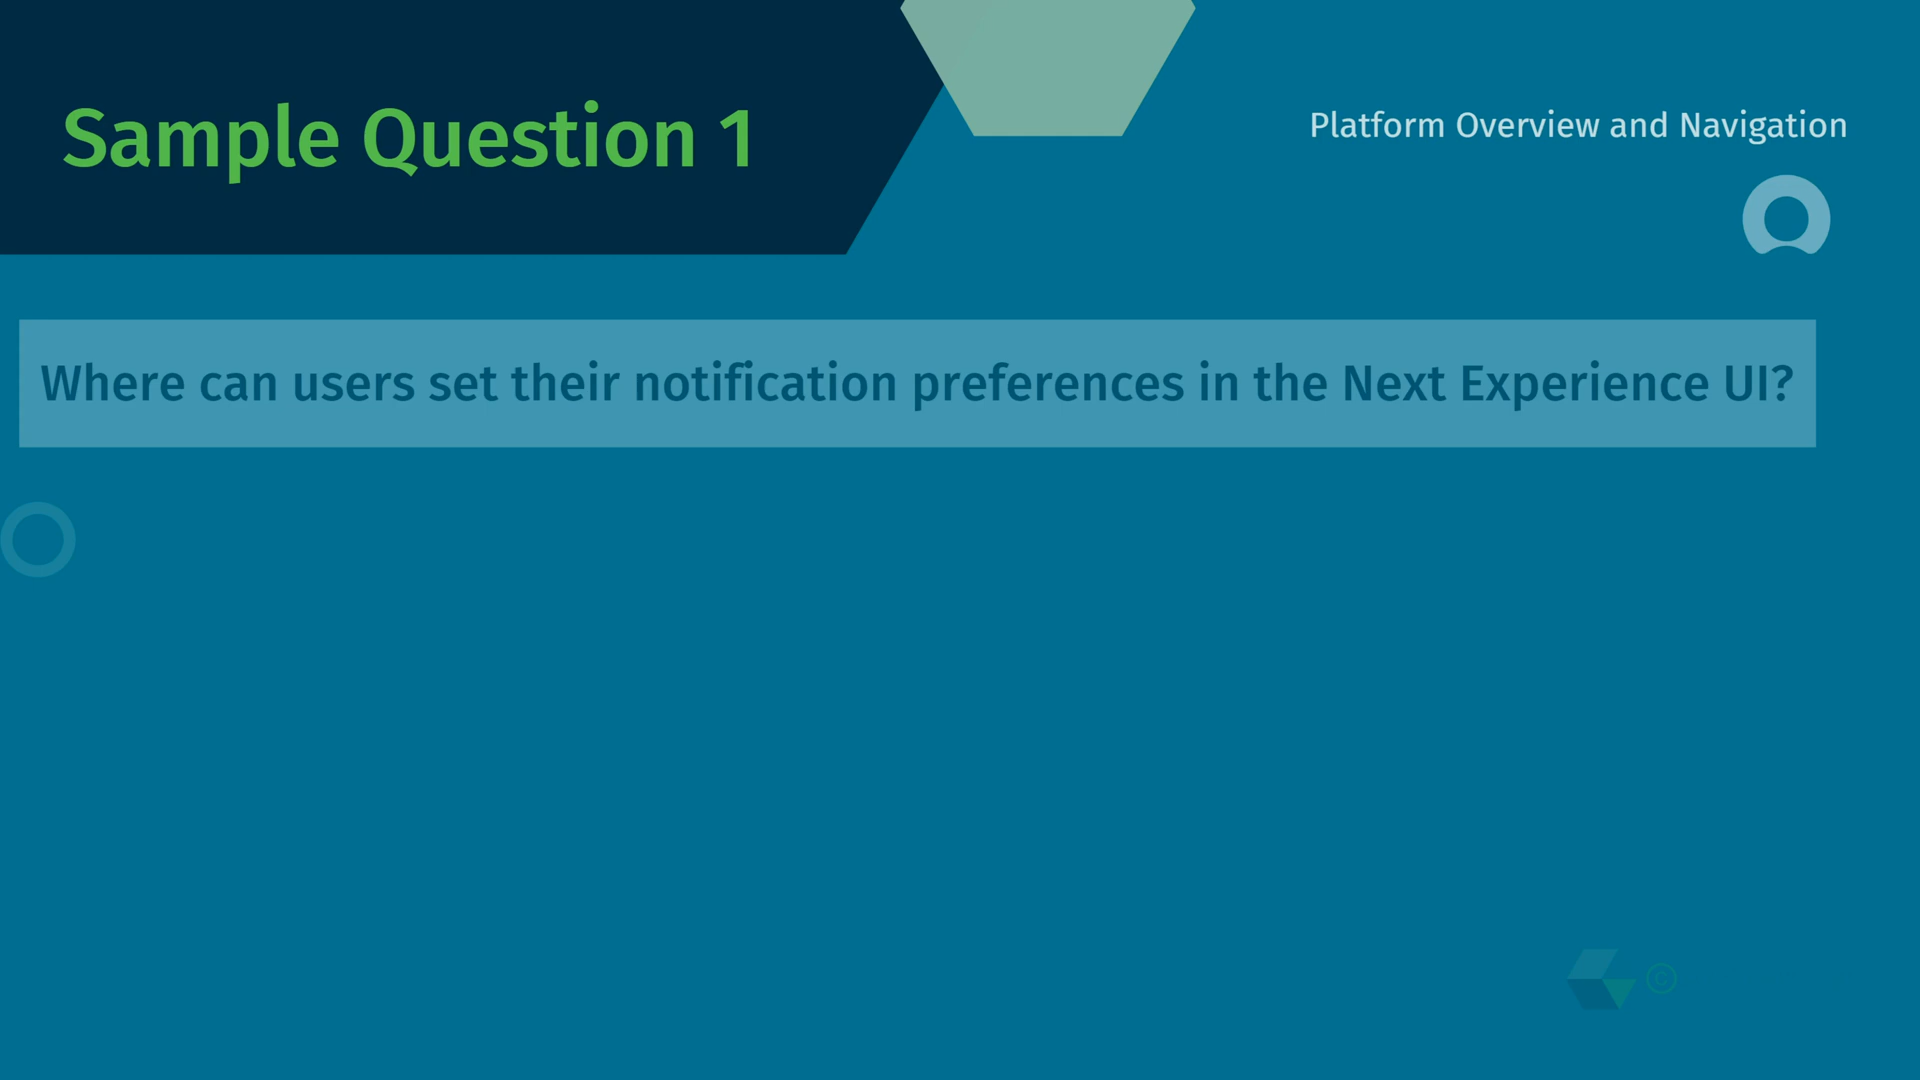 Sample Question 1
Platform Overview and Navigation
Where can users set their notification preferences in the Next Experience UI?
©